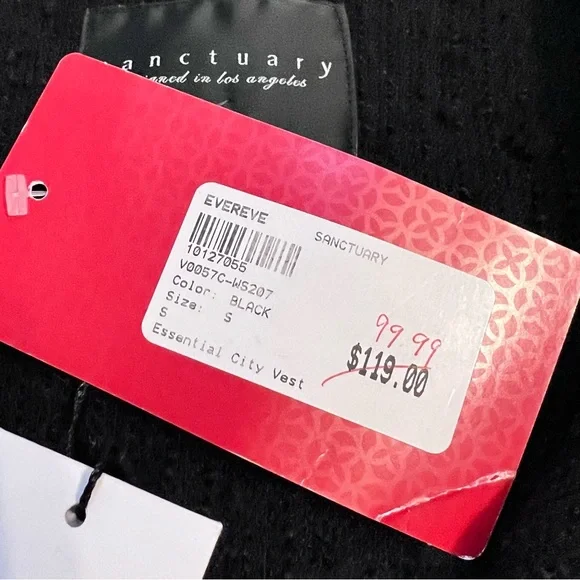 sanctuary
in los angeles
EVEREVE SANCTUARY
10127055
V0057C-WS207
Color: BLACK
Size: S
S
Essential City Vest
99.99
$119.00